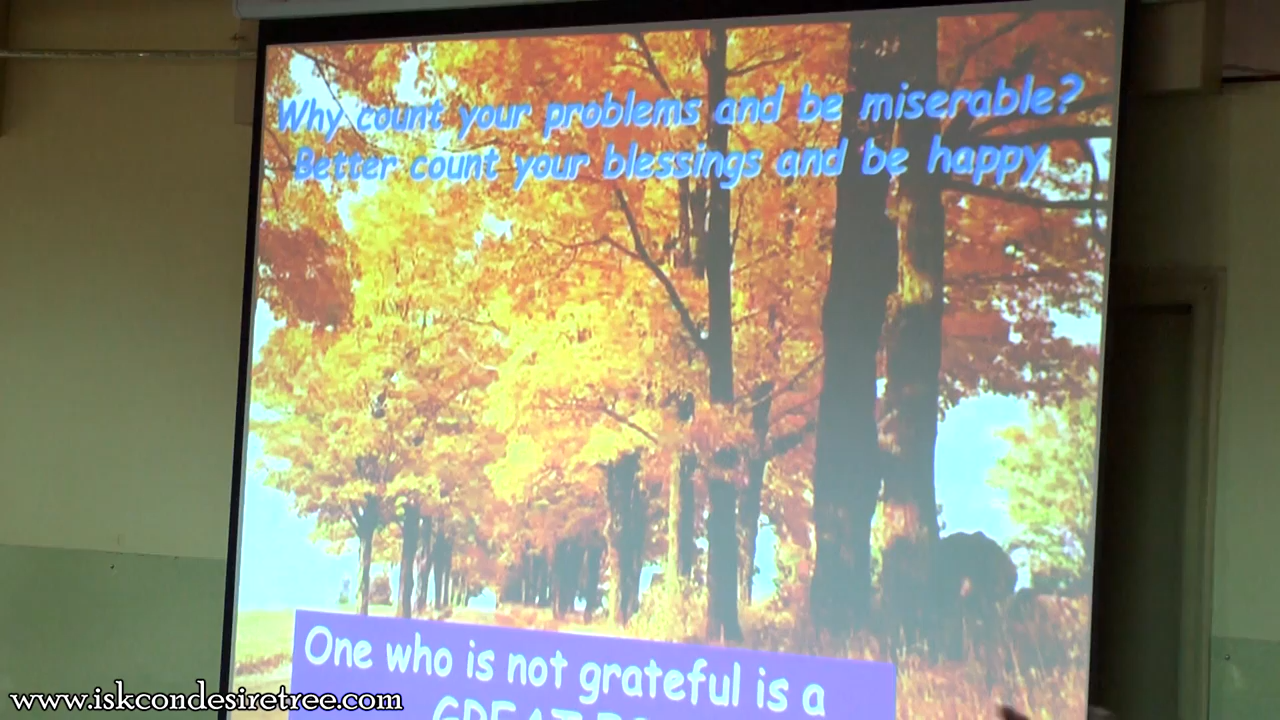 Why count your problems and be miserable?
Better count your blessings and be happy
One who is not grateful is a
GREAT
www.iskcondesiretree.com